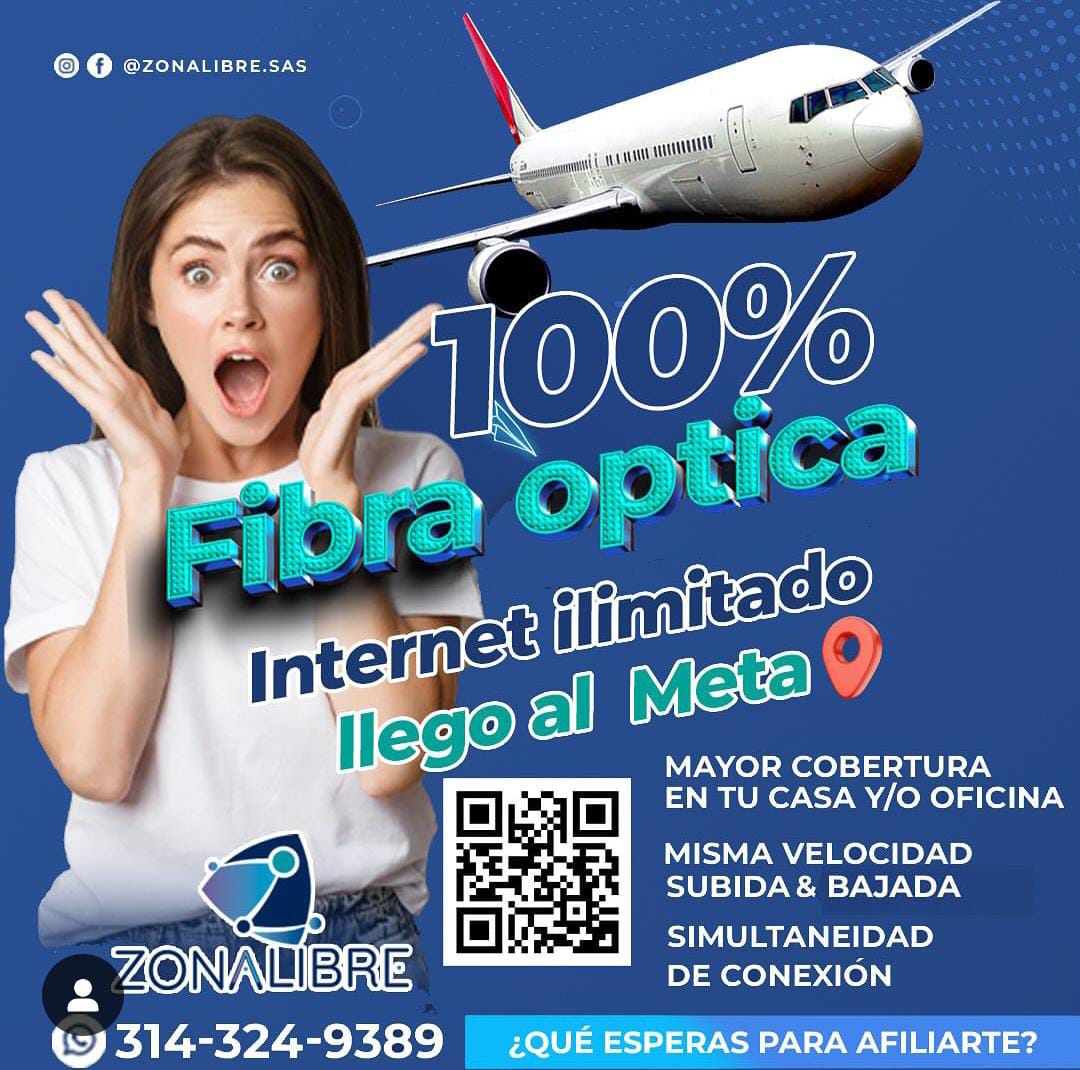 @ZONALIBRE.SAS
100%
Fibra optica
Internet ilimitado
llego al Meta
MAYOR COBERTURA
EN TU CASA Y/O OFICINA
MISMA VELOCIDAD
SUBIDA & BAJADA
SIMULTANEIDAD
DE CONEXIÓN
ZONALIBRE
314-324-9389
¿QUÉ ESPERAS PARA AFILIARTE?